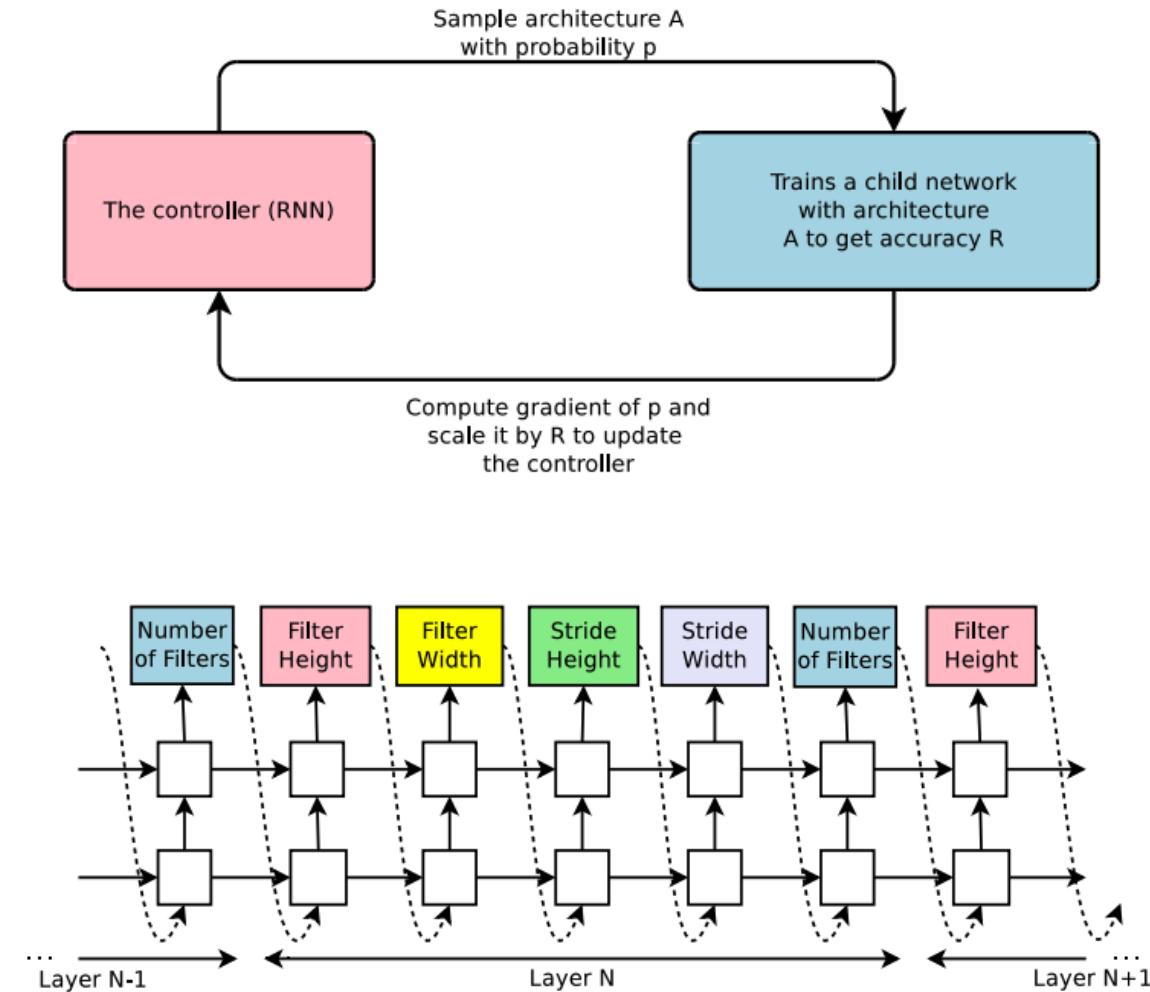 Sample architecture A
with probability p
The controller (RNN)
Trains a child network
with architecture
A to get accuracy R
Compute gradient of p and
scale it by R to update
the controller
Number
of Filters
Filter
Height
Filter
Width
Stride
Height
Stride
Width
Number
of Filters
Filter
Height
...
Layer N-1
Layer N
...
Layer N+1